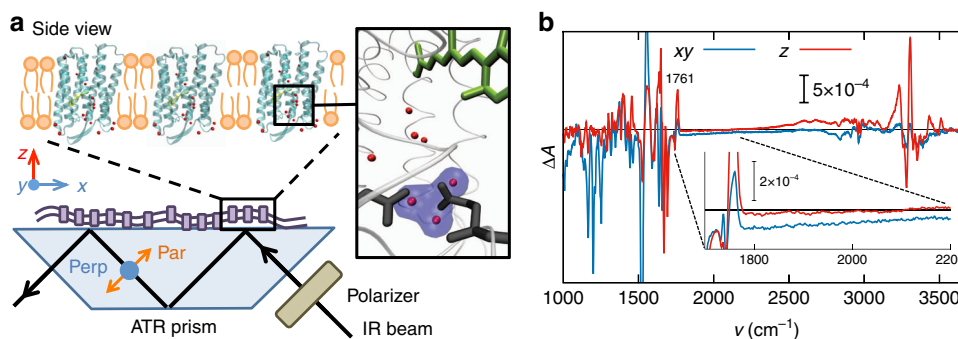 a
Side view
z
y
x
Perp
Par
ATR prism
Polarizer
IR beam
b
xy
z
1761
5×10⁻⁴
ΔA
2×10⁻⁴
1800
2000
220
1000
1500
2000
2500
3000
3500
ν (cm⁻¹)